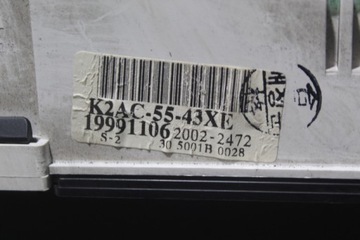 K2AC-55-43XE
19991106 2002-2472
S-2 30 5001B 0028